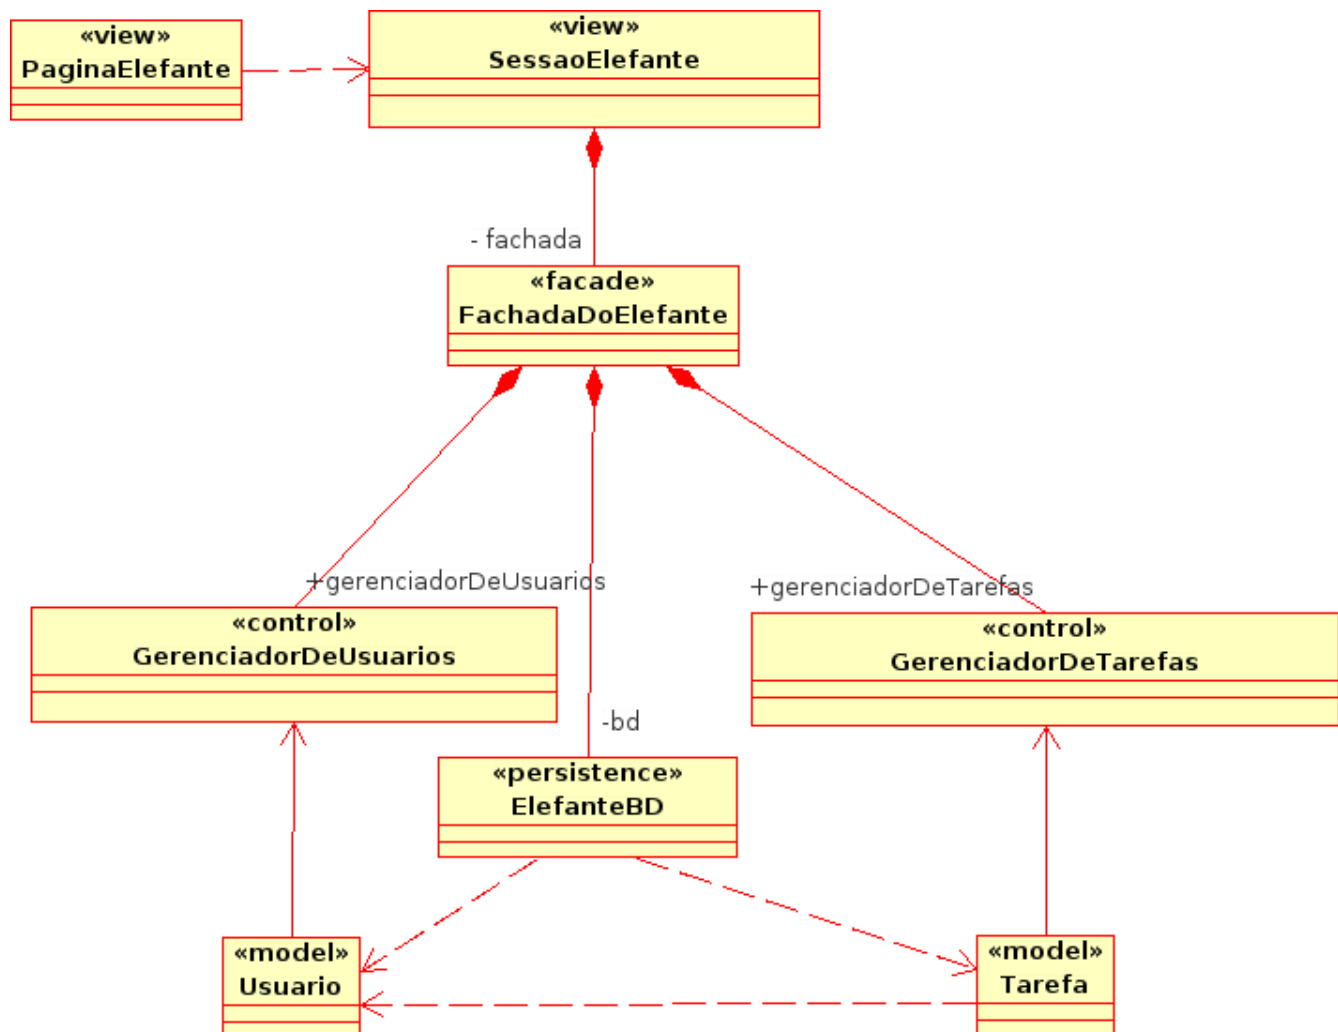 «view»
PaginaElefante
«view»
SessaoElefante
- fachada
«facade»
FachadaDoElefante
+gerenciadorDeUsuarios
+gerenciadorDeTarefas
«control»
GerenciadorDeUsuarios
«control»
GerenciadorDeTarefas
-bd
«persistence»
ElefanteBD
«model»
Usuario
«model»
Tarefa